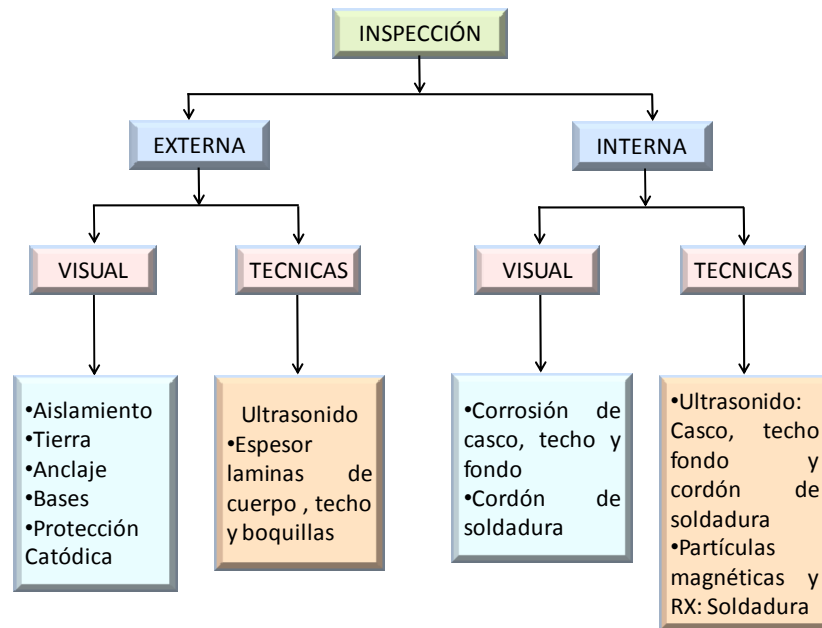 INSPECCIÓN
EXTERNA
INTERNA
VISUAL
TECNICAS
VISUAL
TECNICAS
•Aislamiento
•Tierra
•Anclaje
•Bases
•Protección
Catódica
Ultrasonido
•Espesor
laminas de
cuerpo , techo
y boquillas
•Corrosión de
casco, techo y
fondo
•Cordón de
soldadura
•Ultrasonido:
Casco, techo
fondo y
cordón de
soldadura
•Partículas
magnéticas y
RX: Soldadura